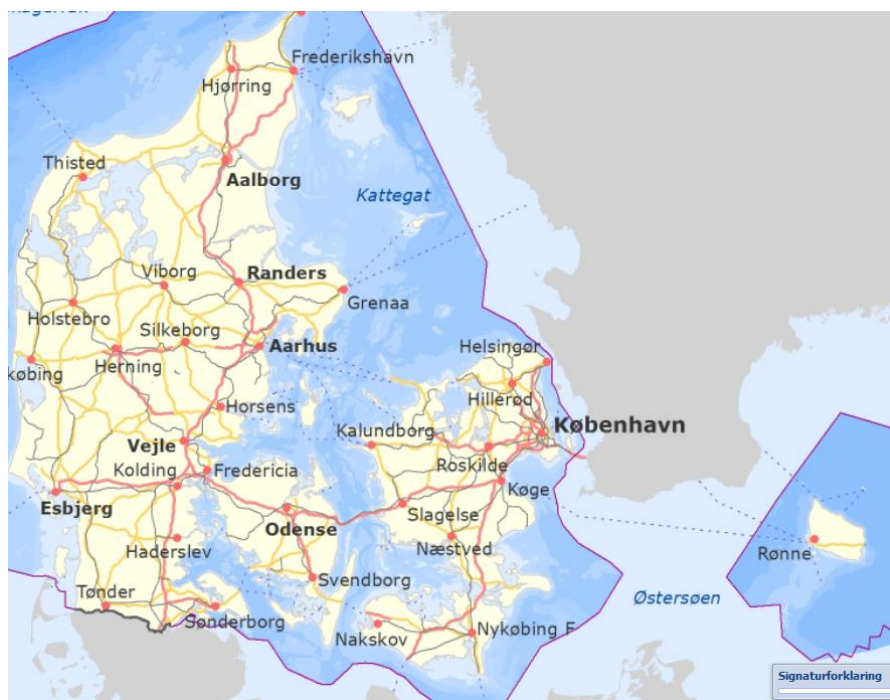 Frederikshavn
Hjørring
Thisted
Aalborg
Kattegat
Viborg
Randers
Grenaa
Holstebro
Silkeborg
Aarhus
Herning
købing
Helsingør
Hillerød
Horsens
København
Kalundborg
Vejle
Roskilde
Kolding
Fredericia
Køge
Esbjerg
Odense
Slagelse
Haderslev
Næstved
Rønne
Svendborg
Tønder
Østersøen
Sønderborg
Nakskov
Nykøbing F
Signaturforklaring